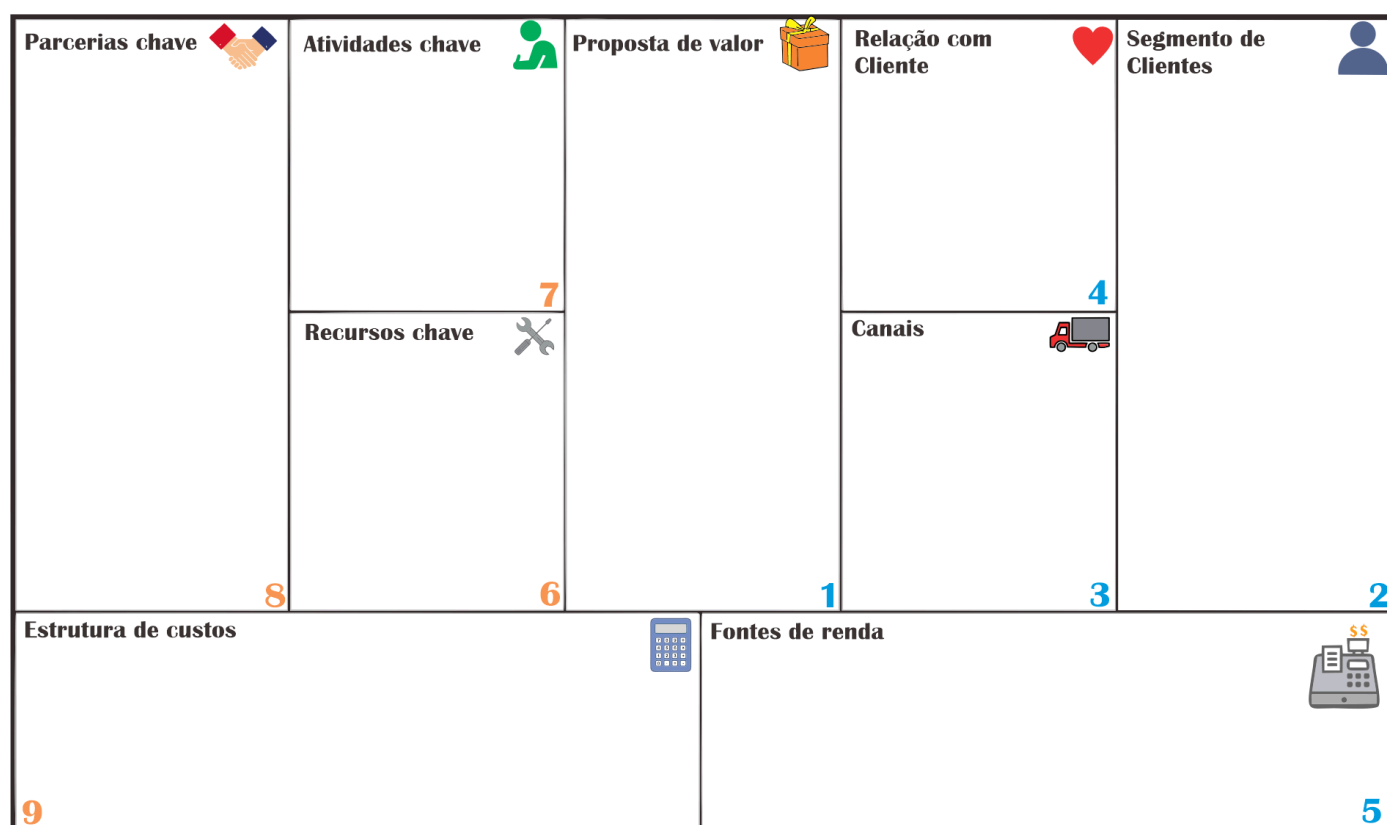 Parcerias chave
8
Atividades chave
7
Recursos chave
6
Proposta de valor
1
Relação com
Cliente
4
Canais
3
Segmento de
Clientes
2
Estrutura de custos
9
Fontes de renda
$$
5